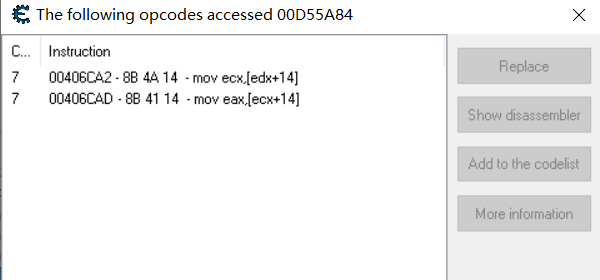 The following opcodes accessed 00D55A84
C... Instruction
7 00406CA2 - 8B 4A 14 - mov ecx,[edx+14]
7 00406CAD - 8B 41 14 - mov eax,[ecx+14]
Replace
Show disassembler
Add to the codelist
More information